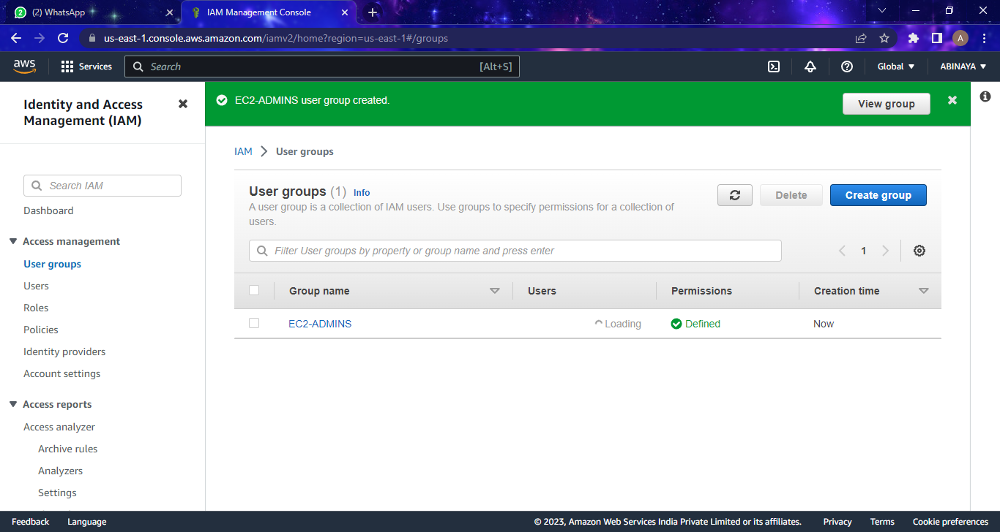 2
(2) WhatsApp
IAM Management Console
us-east-1.console.aws.amazon.com/iamv2/home?region=us-east-1#/groups
A
aws
Services
Search
[Alt+S]
Global
ABINAYA
Identity and Access
Management (IAM)
Search IAM
Dashboard
Access management
User groups
Users
Roles
Policies
Identity providers
Account settings
Access reports
Access analyzer
Archive rules
Analyzers
Settings
EC2-ADMINS user group created.
View group
IAM > User groups
User groups (1) Info
A user group is a collection of IAM users. Use groups to specify permissions for a collection of
users.
Delete
Create group
Filter User groups by property or group name and press enter
1
Group name Users Permissions Creation time
EC2-ADMINS Loading Defined Now
Feedback Language © 2023, Amazon Web Services India Private Limited or its affiliates. Privacy Terms Cookie preferences